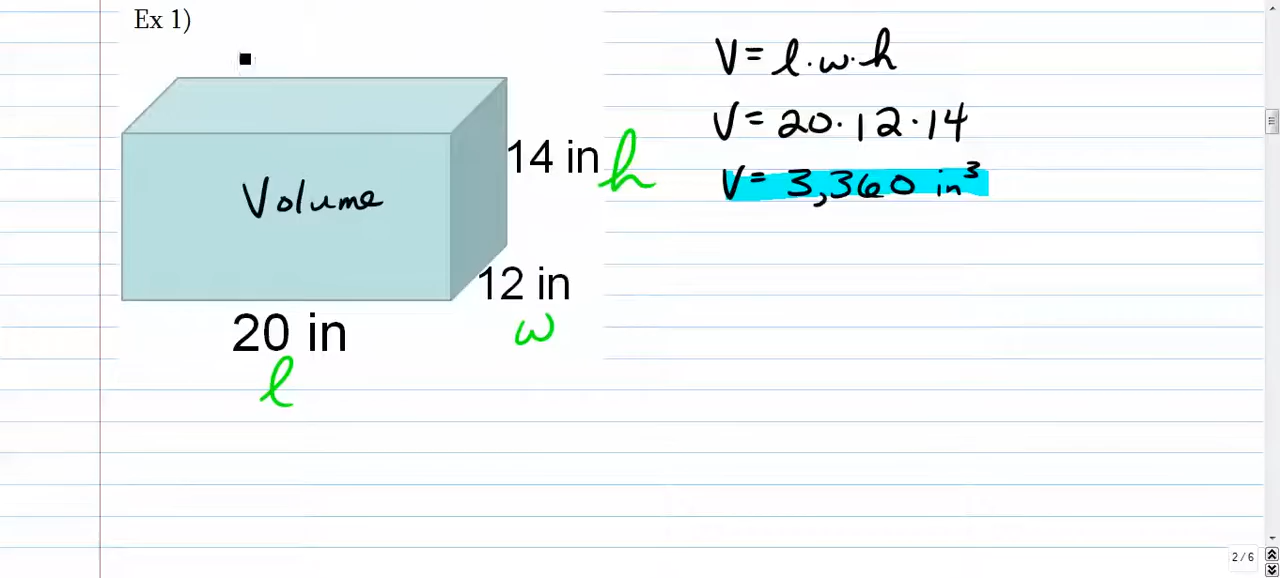 Ex 1)
V = l · w · h
V = 20 · 12 · 14
14 in h
V = 3,360 in³
Volume
12 in
w
20 in
l
2 / 6